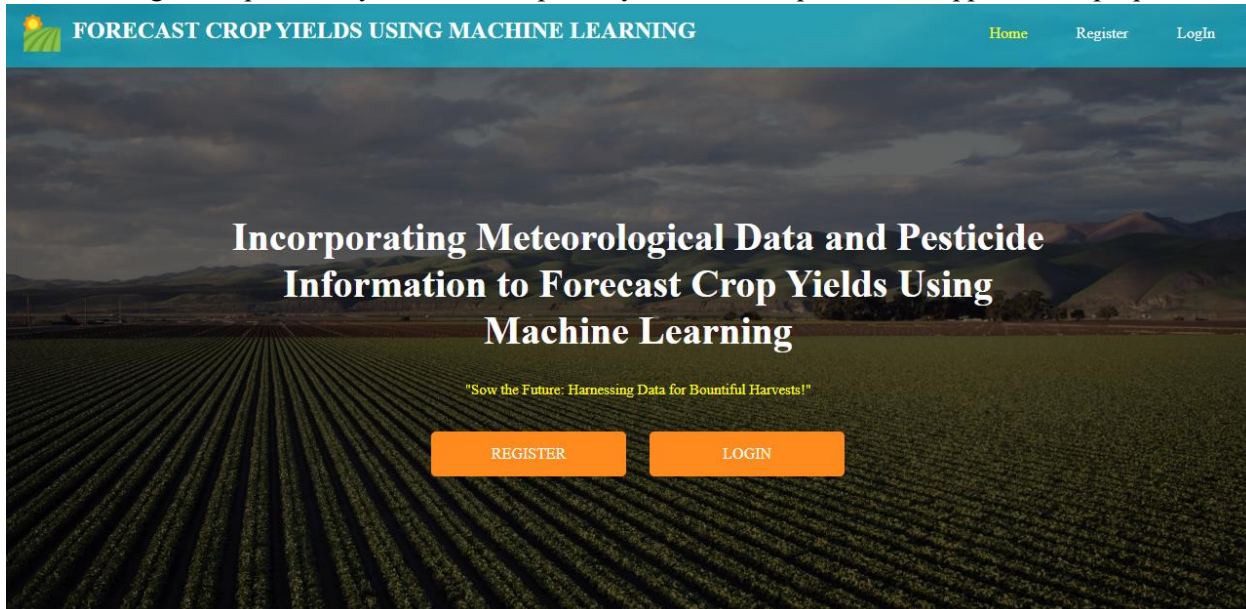 FORECAST CROP YIELDS USING MACHINE LEARNING
Home Register LogIn
Incorporating Meteorological Data and Pesticide
Information to Forecast Crop Yields Using
Machine Learning
"Sow the Future: Harnessing Data for Bountiful Harvests!"
REGISTER LOGIN